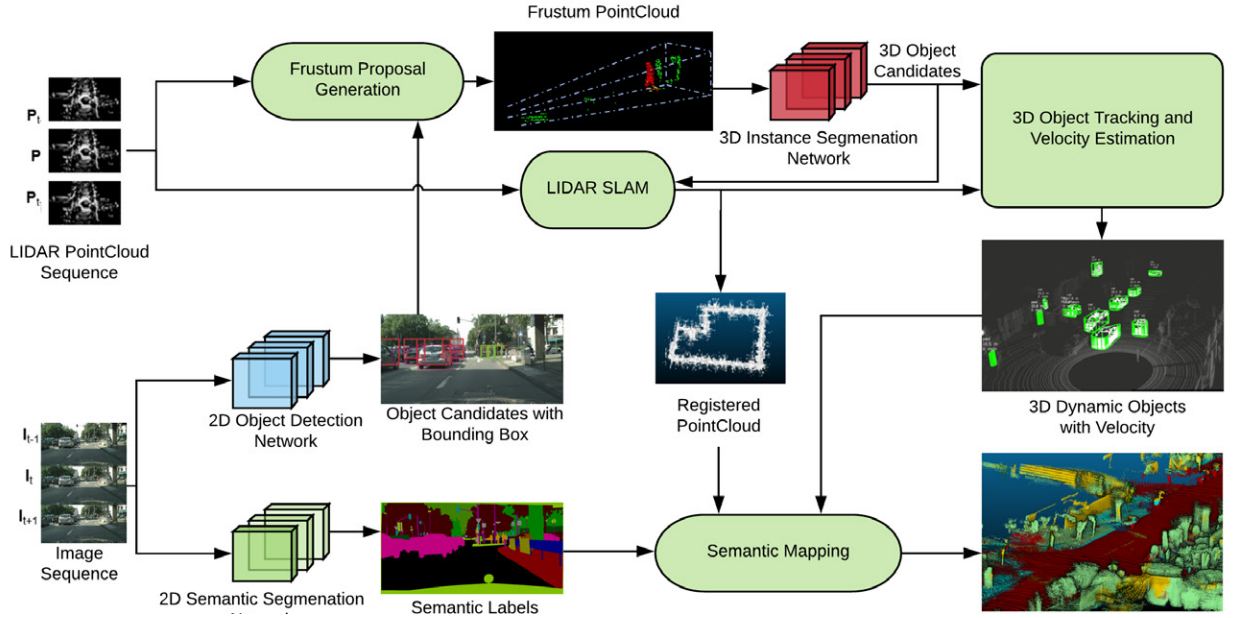 Frustum PointCloud
Frustum Proposal
Generation
3D Object
Candidates
3D Object Tracking and
Velocity Estimation
3D Instance Segmenation
Network
P t
P
P t
LIDAR SLAM
LIDAR PointCloud
Sequence
2D Object Detection
Network
Object Candidates with
Bounding Box
Registered
PointCloud
3D Dynamic Objects
with Velocity
I t-1
I t
I t+1
Image
Sequence
Semantic Mapping
2D Semantic Segmenation
Semantic Labels